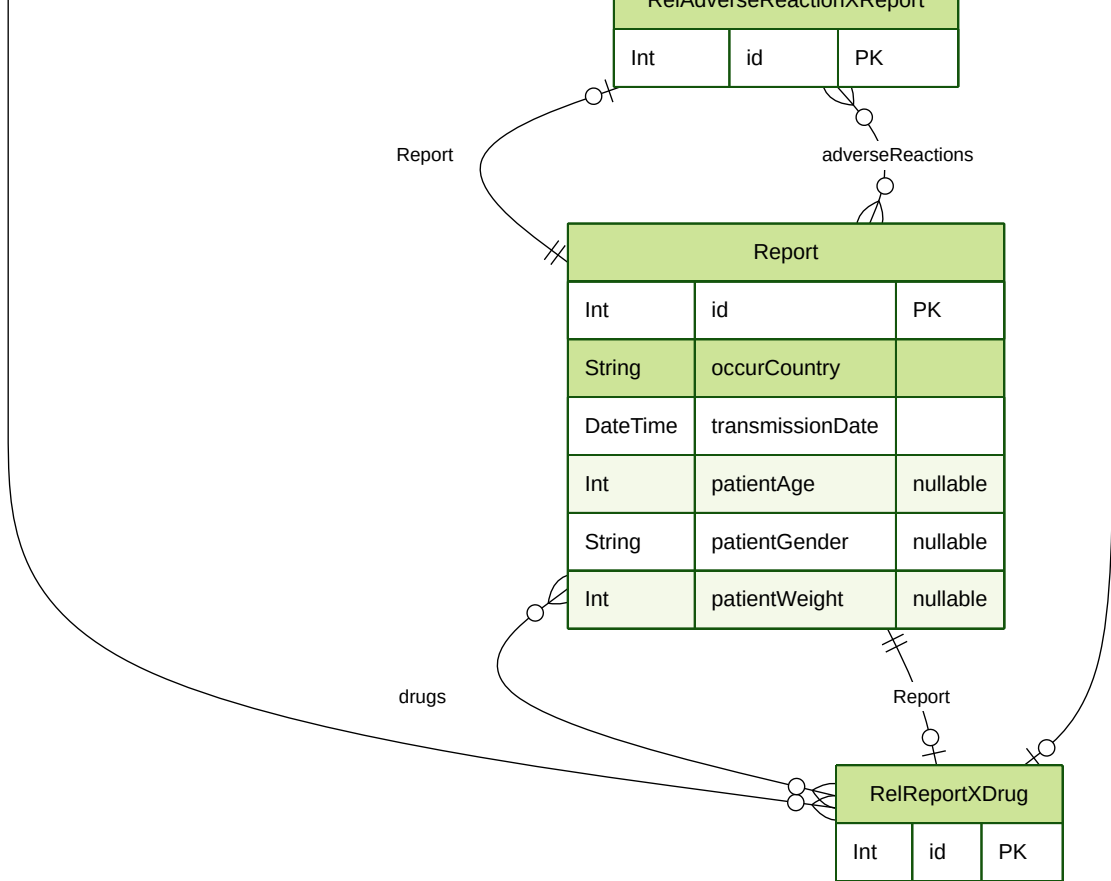 RelAdverseReactionXReport
Int id PK
Report
adverseReactions
Report
Int id PK
String occurCountry
DateTime transmissionDate
Int patientAge nullable
String patientGender nullable
Int patientWeight nullable
drugs
Report
RelReportXDrug
Int id PK